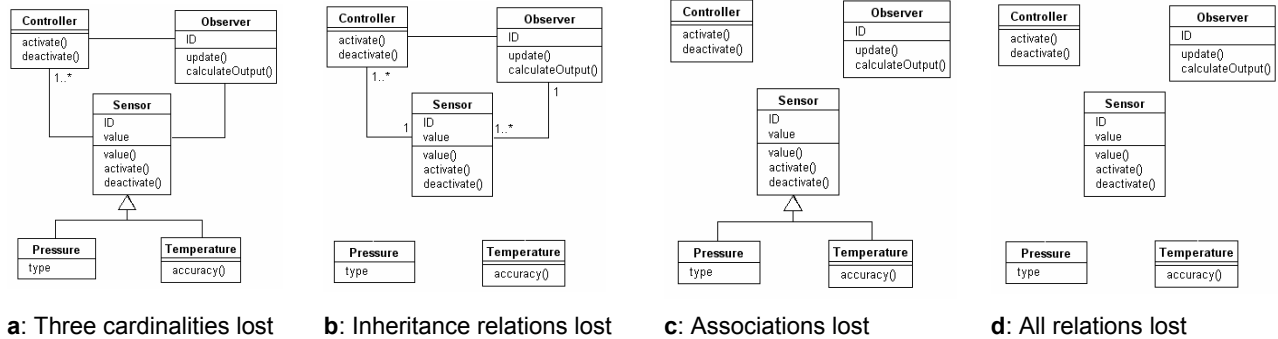 Controller
activate()
deactivate()
1..*
Observer
ID
update()
calculateOutput()
Sensor
ID
value
value()
activate()
deactivate()
Pressure
type
Temperature
accuracy()
a: Three cardinalities lost
Controller
activate()
deactivate()
1..*
Observer
ID
update()
calculateOutput()
1
Sensor
ID
value
value()
activate()
deactivate()
1
1..*
Pressure
type
Temperature
accuracy()
b: Inheritance relations lost
Controller
activate()
deactivate()
Observer
ID
update()
calculateOutput()
Sensor
ID
value
value()
activate()
deactivate()
Pressure
type
Temperature
accuracy()
c: Associations lost
Controller
activate()
deactivate()
Observer
ID
update()
calculateOutput()
Sensor
ID
value
value()
activate()
deactivate()
Pressure
type
Temperature
accuracy()
d: All relations lost